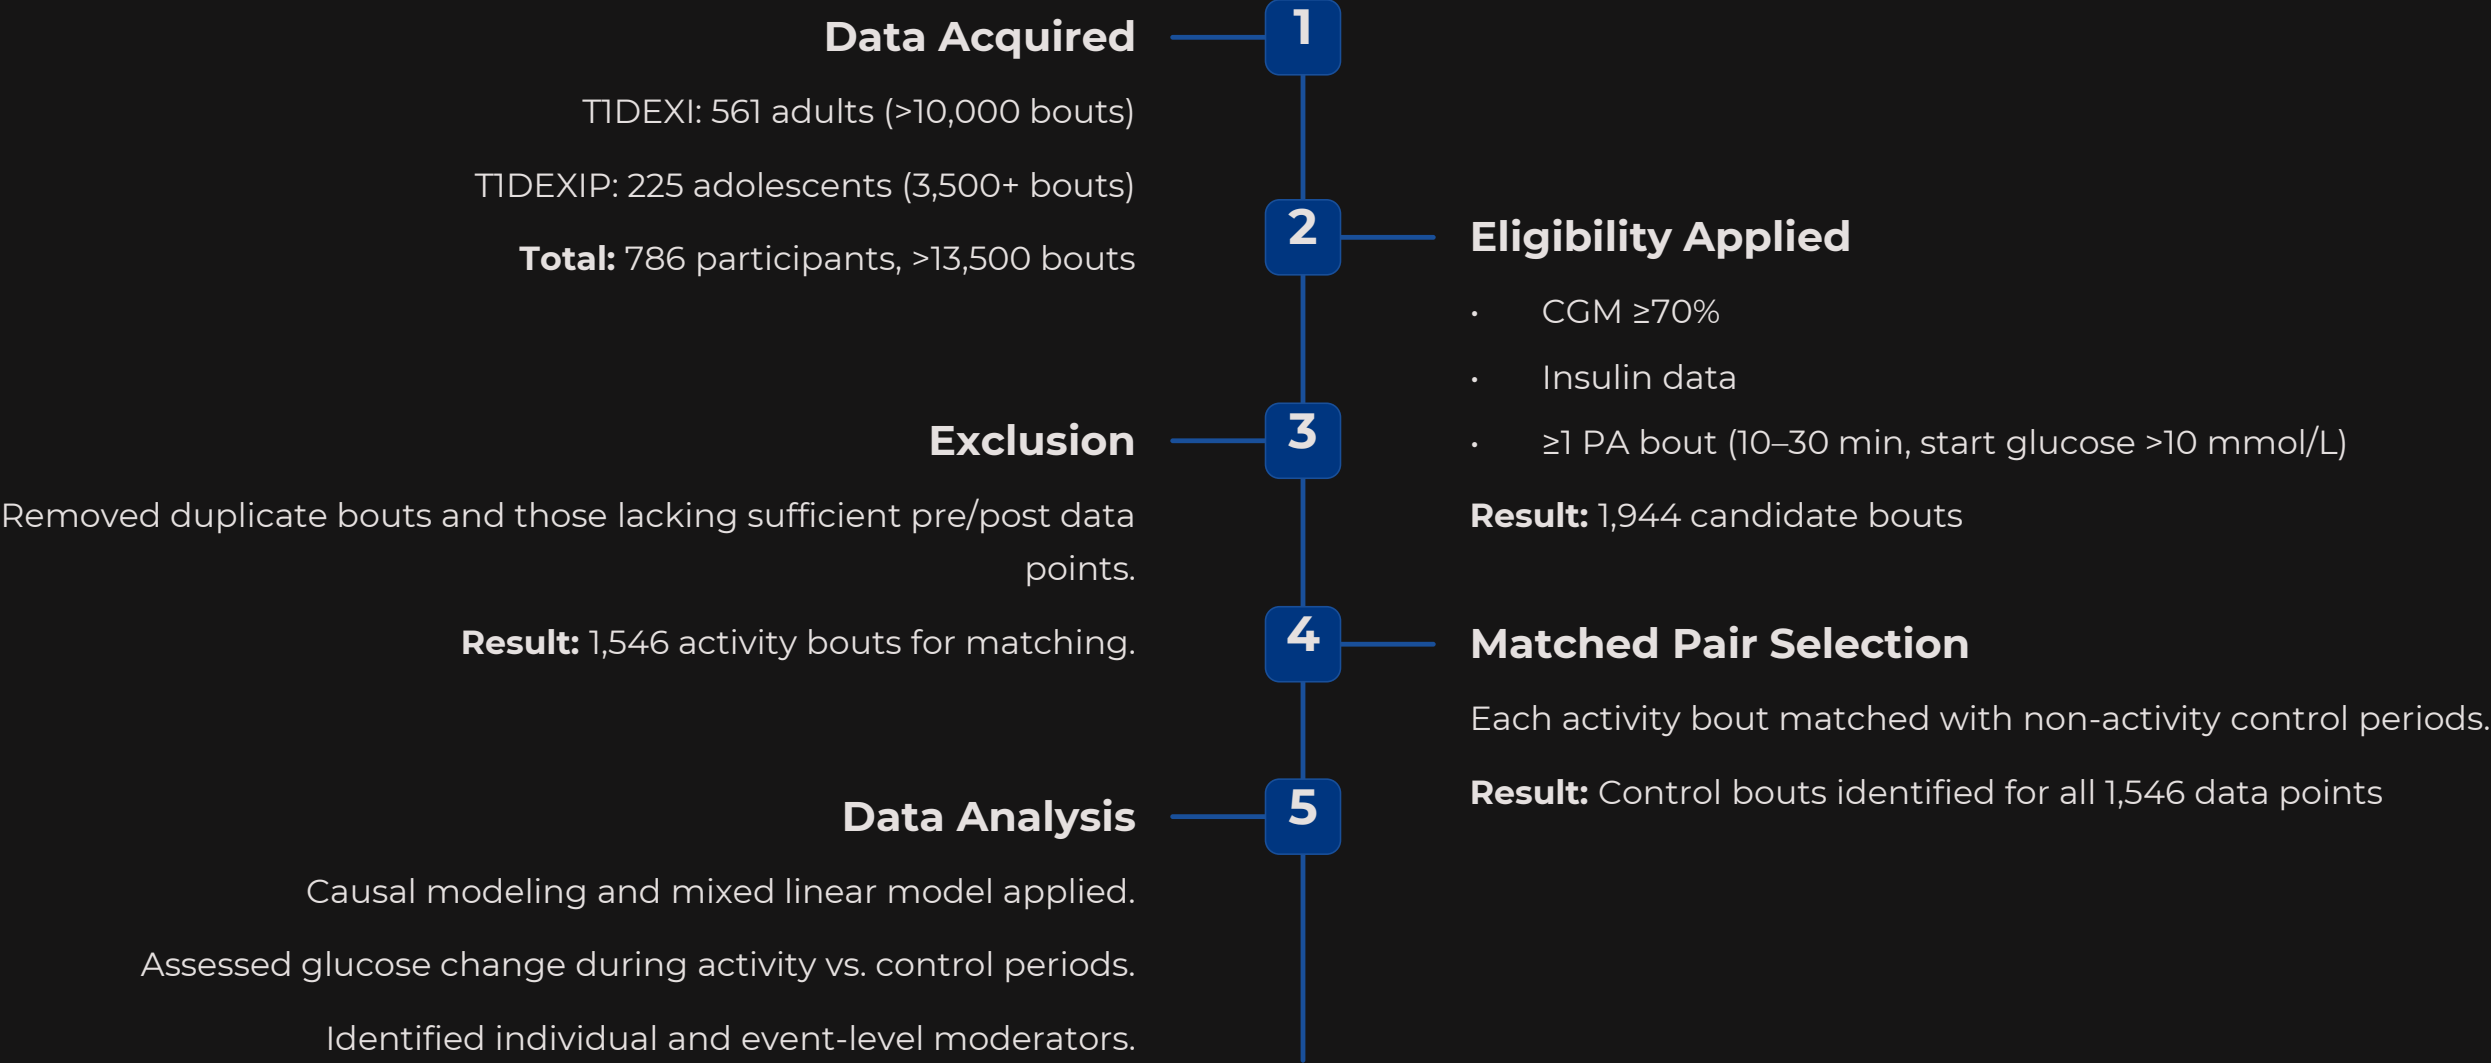 1
Data Acquired
T1DEXI: 561 adults (>10,000 bouts)
T1DEXIP: 225 adolescents (3,500+ bouts)
Total: 786 participants, >13,500 bouts
2
Eligibility Applied
• CGM ≥70%
• Insulin data
• ≥1 PA bout (10–30 min, start glucose >10 mmol/L)
Result: 1,944 candidate bouts
3
Exclusion
Removed duplicate bouts and those lacking sufficient pre/post data
points.
Result: 1,546 activity bouts for matching.
4
Matched Pair Selection
Each activity bout matched with non-activity control periods.
Result: Control bouts identified for all 1,546 data points
5
Data Analysis
Causal modeling and mixed linear model applied.
Assessed glucose change during activity vs. control periods.
Identified individual and event-level moderators.